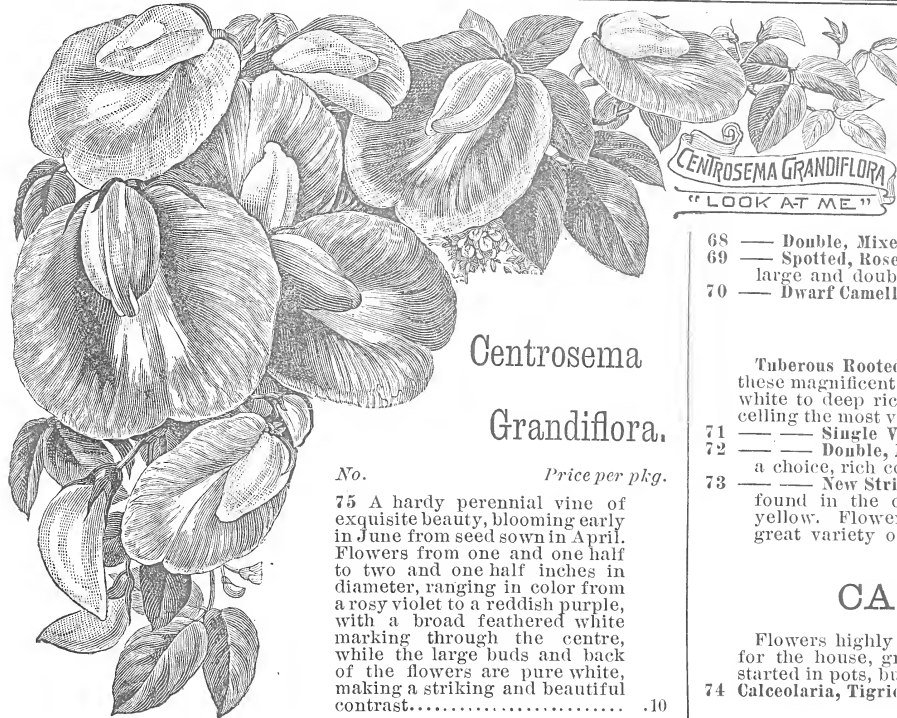 CENTROSEMA GRANDIFLORA
"LOOK AT ME"
Centrosema
Grandiflora.
No. Price per pkg.
75 A hardy perennial vine of
exquisite beauty, blooming early
in June from seed sown in April.
Flowers from one and one half
to two and one half inches in
diameter, ranging in color from
a rosy violet to a reddish purple,
with a broad feathered white
marking through the centre,
while the large buds and back
of the flowers are pure white,
making a striking and beautiful
contrast........................ .10
68 — Double, Mixe
69 — Spotted, Rose
large and doub
70 — Dwarf Camell
Tuberous Rooted
these magnificent
white to deep ric
celling the most v
71 — — Single V
72 — — Double,
a choice, rich co
73 — — New Stri
found in the c
yellow. Flowe
great variety o
CA
Flowers highly
for the house, gr
started in pots, bu
74 Calceolaria, Tigric